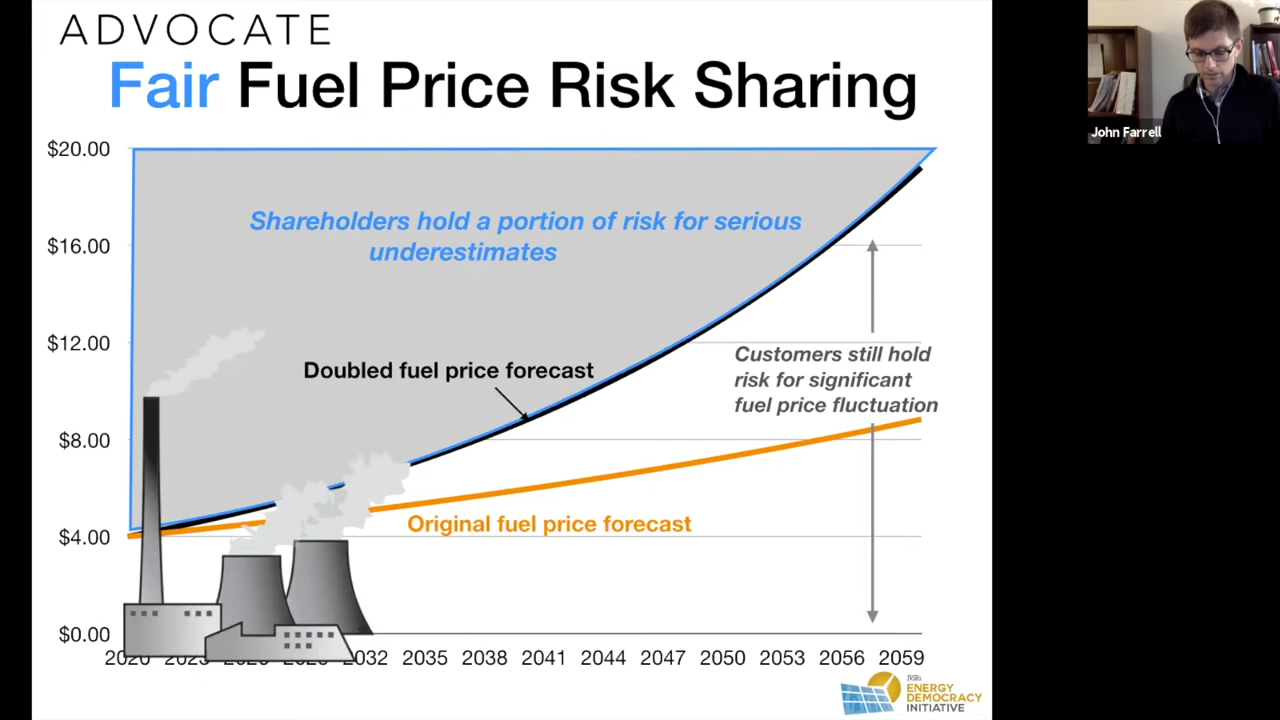 ADVOCATE
Fair Fuel Price Risk Sharing
John Farrell
$20.00
Shareholders hold a portion of risk for serious
underestimates
$16.00
$12.00
Doubled fuel price forecast
Customers still hold
risk for significant
fuel price fluctuation
$8.00
Original fuel price forecast
$4.00
$0.00
2020 2023 2026 2029 2032 2035 2038 2041 2044 2047 2050 2053 2056 2059
ENERGY
DEMOCRACY
INITIATIVE